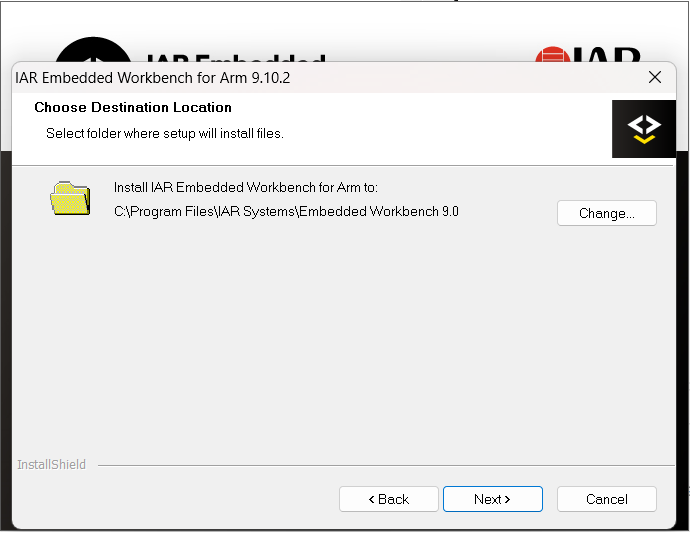 IAR Embedded
IAR
IAR Embedded Workbench for Arm 9.10.2
Choose Destination Location
Select folder where setup will install files.
Install IAR Embedded Workbench for Arm to:
C:\Program Files\IAR Systems\Embedded Workbench 9.0
Change...
InstallShield
< Back
Next >
Cancel